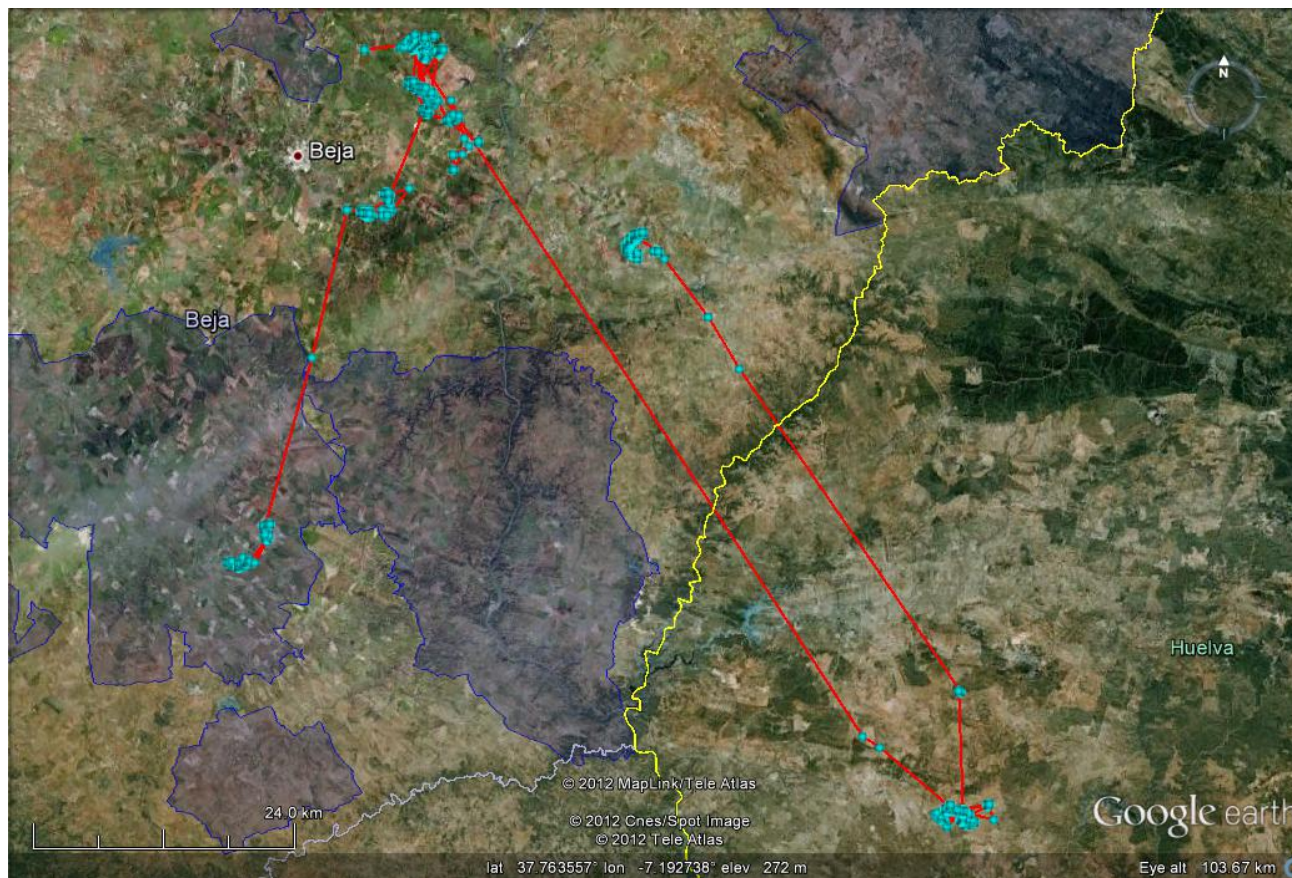 N
Beja
Beja
Huelva
© 2012 MapLink/Tele Atlas
24.0 km
© 2012 Cnes/Spot Image
© 2012 Tele Atlas
Google earth
lat 37.763557° lon -7.192738° elev 272 m
Eye alt 103.67 km